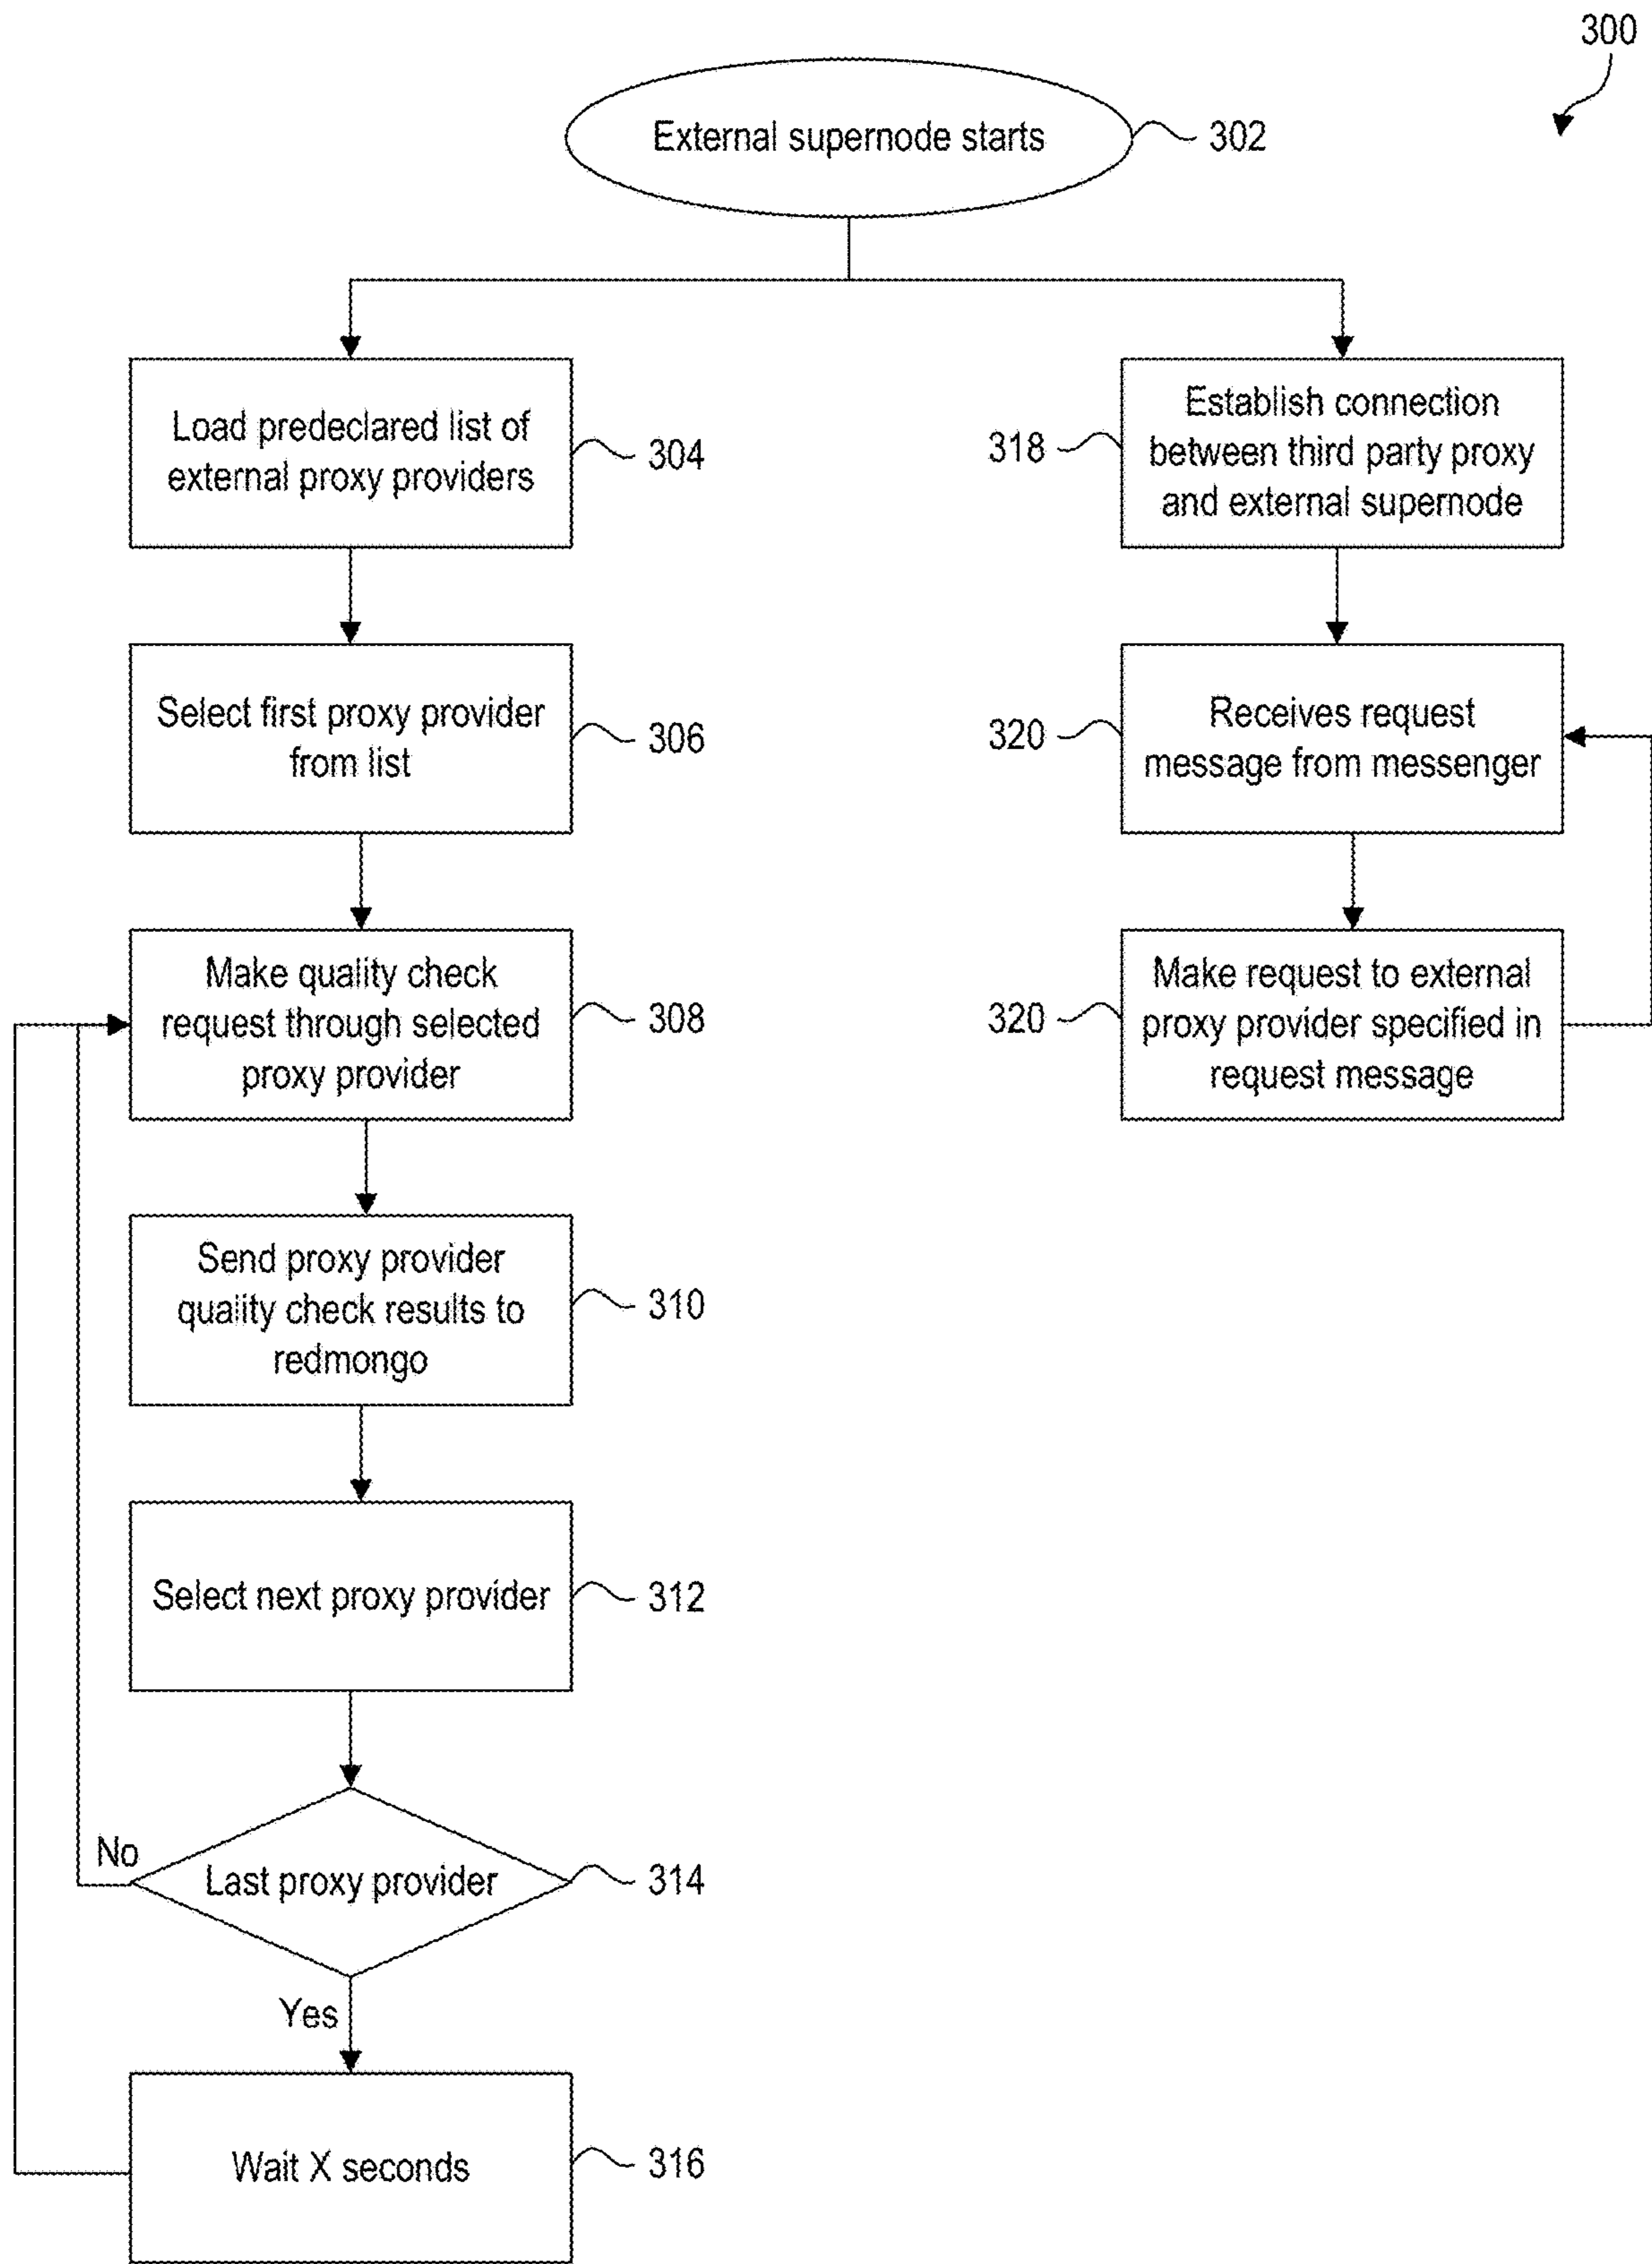 300
External supernode starts
302
Load predeclared list of
external proxy providers
304
Select first proxy provider
from list
306
Make quality check
request through selected
proxy provider
308
Send proxy provider
quality check results to
redmongo
310
Select next proxy provider
312
No
Last proxy provider
314
Yes
Wait X seconds
316
Establish connection
between third party proxy
and external supernode
318
Receives request
message from messenger
320
Make request to external
proxy provider specified in
request message
320